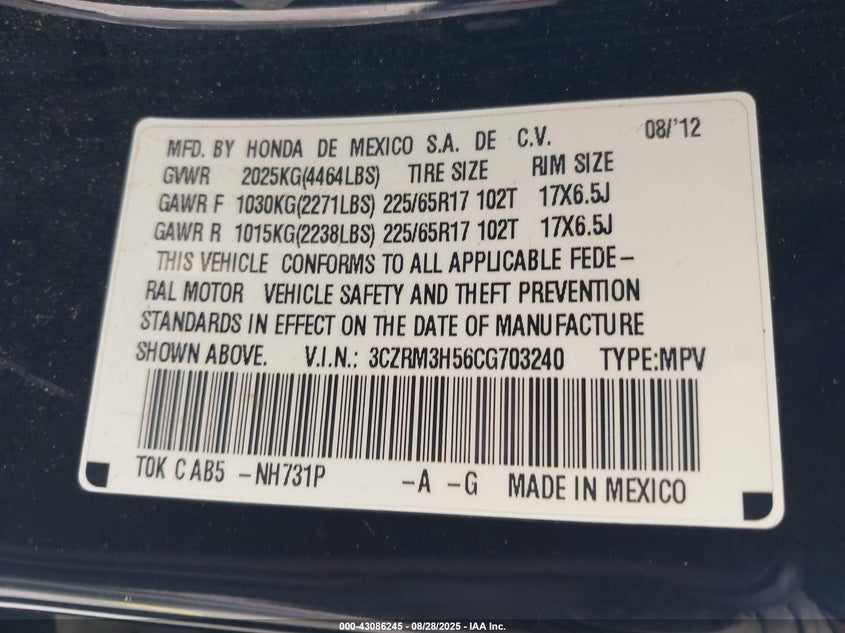 MFD. BY HONDA DE MEXICO S.A. DE C.V. 08/'12
GVWR 2025KG(4464LBS) TIRE SIZE RIM SIZE
GAWR F 1030KG(2271LBS) 225/65R17 102T 17X6.5J
GAWR R 1015KG(2238LBS) 225/65R17 102T 17X6.5J
THIS VEHICLE CONFORMS TO ALL APPLICABLE FEDE-
RAL MOTOR VEHICLE SAFETY AND THEFT PREVENTION
STANDARDS IN EFFECT ON THE DATE OF MANUFACTURE
SHOWN ABOVE. V.I.N.: 3CZRM3H56CG703240 TYPE:MPV
T0K C AB5 -NH731P -A -G MADE IN MEXICO
000-43086245 - 08/28/2025 - IAA Inc.